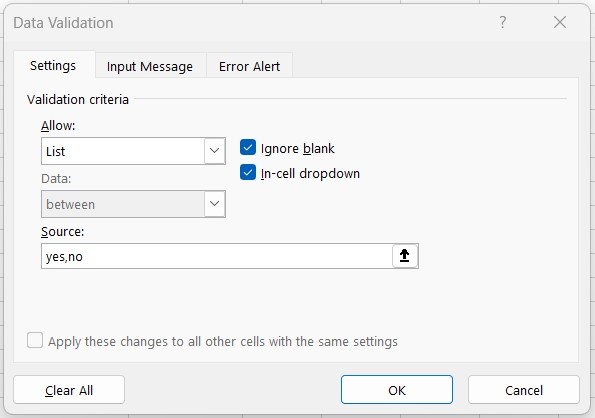 Data Validation ?
Settings Input Message Error Alert
Validation criteria
Allow:
List
Ignore blank
Data:
In-cell dropdown
between
Source:
yes,no
Apply these changes to all other cells with the same settings
Clear All OK Cancel